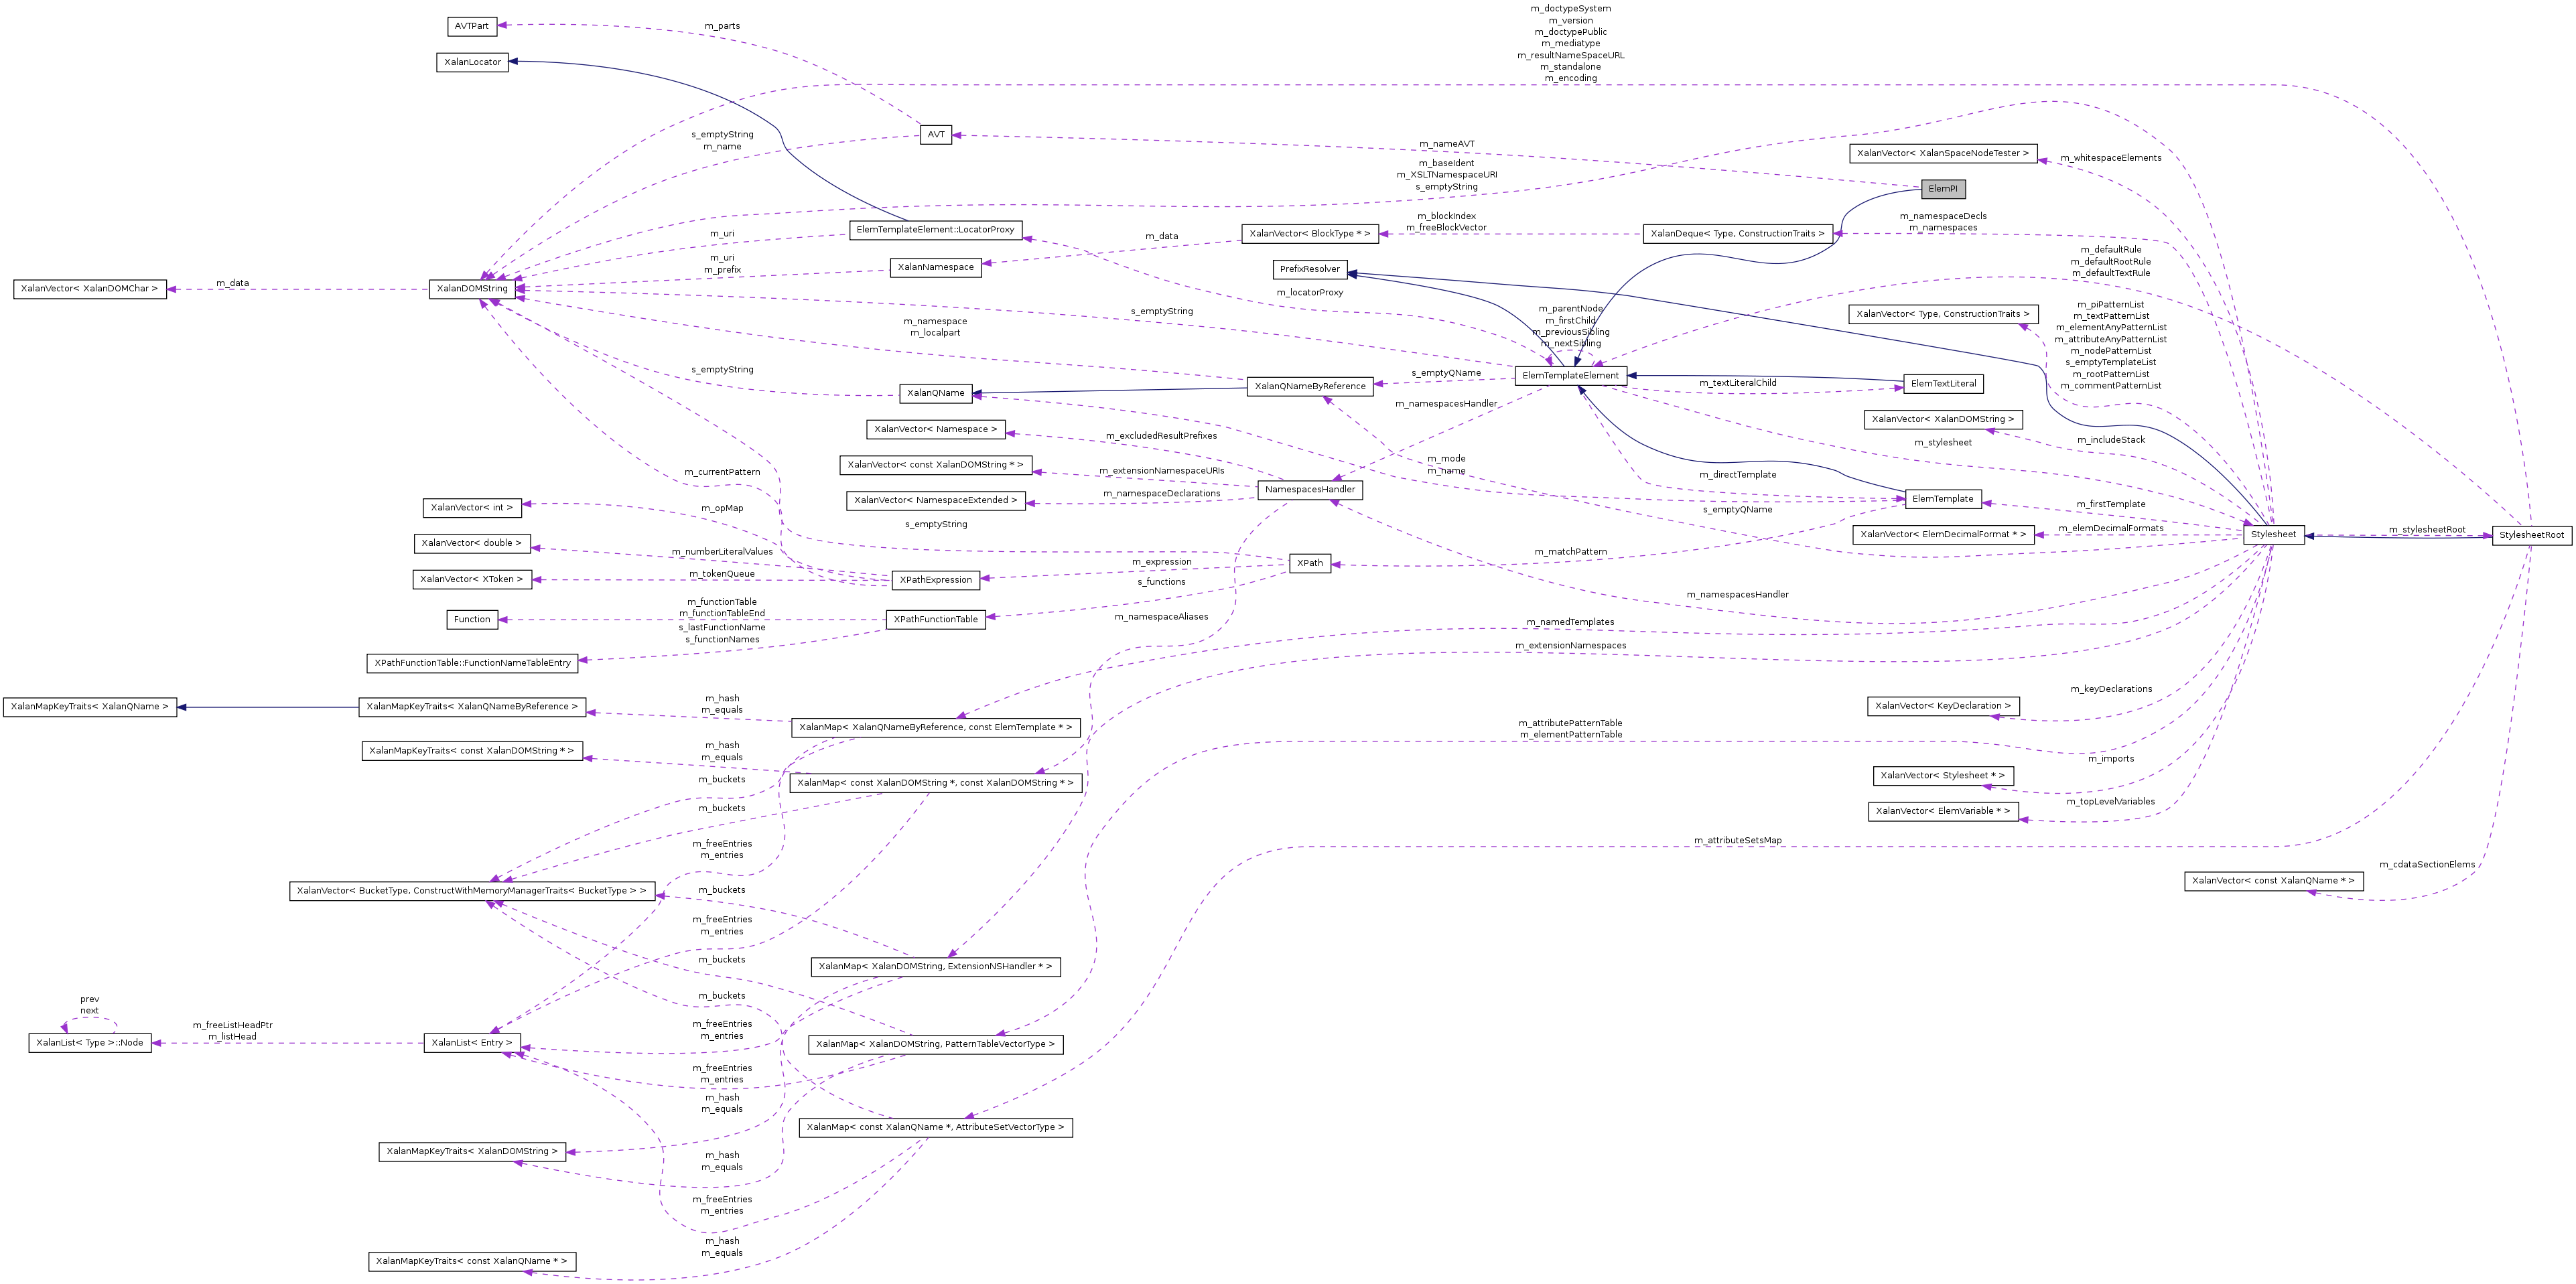 m_doctypeSystem
m_version
m_doctypePublic
m_mediatype
m_resultNameSpaceURL
m_standalone
m_encoding
AVTPart
m_parts
XalanLocator
AVT
s_emptyString
m_name
m_nameAVT
m_baseIdent
m_XSLTNamespaceURI
s_emptyString
XalanVector< XalanSpaceNodeTester >
m_whitespaceElements
ElemPI
ElemTemplateElement::LocatorProxy
m_uri
m_uri
m_prefix
m_data
XalanVector< BlockType * >
m_blockIndex
m_freeBlockVector
XalanDeque< Type, ConstructionTraits >
m_namespaceDecls
m_namespaces
XalanNamespace
PrefixResolver
m_defaultRule
m_defaultRootRule
m_defaultTextRule
XalanVector< XalanDOMChar >
m_data
XalanDOMString
m_locatorProxy
s_emptyString
m_namespace
m_localpart
m_parentNode
m_firstChild
m_previousSibling
m_nextSibling
XalanVector< Type, ConstructionTraits >
m_piPatternList
m_textPatternList
m_elementAnyPatternList
m_attributeAnyPatternList
m_nodePatternList
s_emptyTemplateList
m_rootPatternList
m_commentPatternList
s_emptyString
XalanQName
XalanQNameByReference
s_emptyQName
ElemTemplateElement
m_textLiteralChild
ElemTextLiteral
m_namespacesHandler
XalanVector< Namespace >
m_excludedResultPrefixes
XalanVector< XalanDOMString >
m_includeStack
m_stylesheet
XalanVector< const XalanDOMString * >
m_extensionNamespaceURIs
m_mode
m_name
m_currentPattern
m_directTemplate
XalanVector< NamespaceExtended >
m_namespaceDeclarations
NamespacesHandler
ElemTemplate
m_firstTemplate
XalanVector< int >
m_opMap
s_emptyString
s_emptyQName
XalanVector< ElemDecimalFormat * >
m_elemDecimalFormats
Stylesheet
m_stylesheetRoot
StylesheetRoot
XalanVector< double >
m_numberLiteralValues
m_matchPattern
XPath
m_expression
XalanVector< XToken >
m_tokenQueue
XPathExpression
s_functions
m_namespacesHandler
Function
m_functionTable
m_functionTableEnd
XPathFunctionTable
m_namespaceAliases
m_namedTemplates
s_lastFunctionName
s_functionNames
XPathFunctionTable::FunctionNameTableEntry
m_extensionNamespaces
XalanMapKeyTraits< XalanQName >
XalanMapKeyTraits< XalanQNameByReference >
m_hash
m_equals
XalanMap< XalanQNameByReference, const ElemTemplate * >
m_keyDeclarations
XalanVector< KeyDeclaration >
m_attributePatternTable
m_elementPatternTable
XalanMapKeyTraits< const XalanDOMString * >
m_hash
m_equals
XalanMap< const XalanDOMString *, const XalanDOMString * >
m_buckets
m_imports
XalanVector< Stylesheet * >
m_buckets
m_topLevelVariables
XalanVector< ElemVariable * >
m_freeEntries
m_entries
m_attributeSetsMap
m_cdataSectionElems
XalanVector< const XalanQName * >
XalanVector< BucketType, ConstructWithMemoryManagerTraits< BucketType > >
m_buckets
m_freeEntries
m_entries
m_buckets
XalanMap< XalanDOMString, ExtensionNSHandler * >
prev
next
m_buckets
m_freeListHeadPtr
m_listHead
XalanList< Type >::Node
XalanList< Entry >
m_freeEntries
m_entries
XalanMap< XalanDOMString, PatternTableVectorType >
m_freeEntries
m_entries
m_hash
m_equals
XalanMap< const XalanQName *, AttributeSetVectorType >
XalanMapKeyTraits< XalanDOMString >
m_hash
m_equals
m_freeEntries
m_entries
m_hash
m_equals
XalanMapKeyTraits< const XalanQName * >